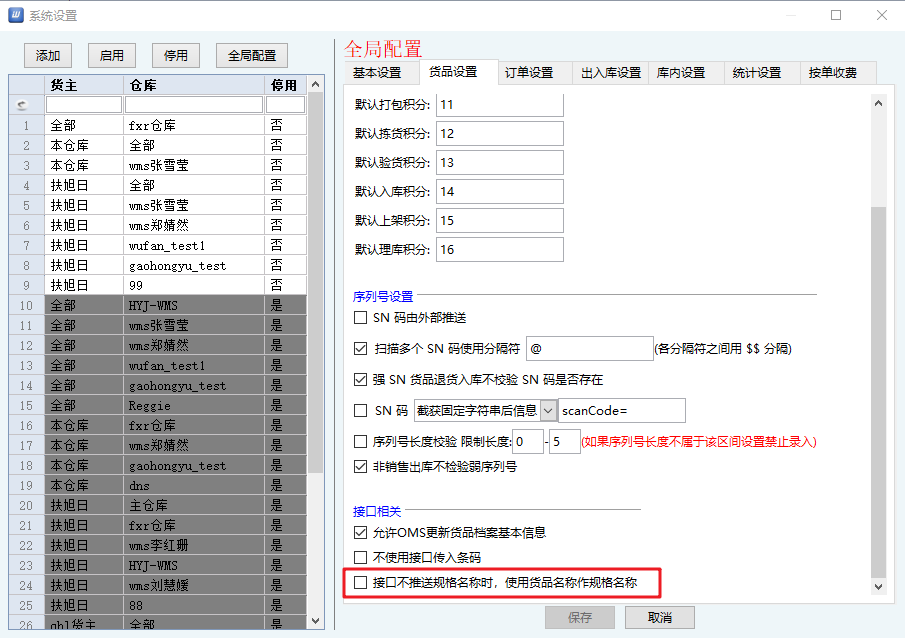 系统设置
添加 启用 停用 全局配置
货主 仓库 停用
1 全部 fxr仓库 否
2 本仓库 全部 否
3 本仓库 wms张雪莹 否
4 扶旭日 全部 否
5 扶旭日 wms张雪莹 否
6 扶旭日 wms郑婧然 否
7 扶旭日 wufan_test1 否
8 扶旭日 gaohongyu_test 否
9 扶旭日 99 否
10 全部 HYJ-WMS 是
11 全部 wms张雪莹 是
12 全部 wms郑婧然 是
13 全部 wufan_test1 是
14 全部 gaohongyu_test 是
15 全部 Reggie 是
16 本仓库 fxr仓库 是
17 本仓库 wms郑婧然 是
18 本仓库 gaohongyu_test 是
19 本仓库 dns 是
20 扶旭日 主仓库 是
21 扶旭日 fxr仓库 是
22 扶旭日 wms李红珊 是
23 扶旭日 HYJ-WMS 是
24 扶旭日 wms刘慧媛 是
25 扶旭日 88 是
26 qhl货主 全部 是
全局配置
基本设置 货品设置 订单设置 出入库设置 库内设置 统计设置 按单收费
默认打包积分: 11
默认拣货积分: 12
默认验货积分: 13
默认入库积分: 14
默认上架积分: 15
默认理库积分: 16
序列号设置
SN 码由外部推送
扫描多个 SN 码使用分隔符 @ (各分隔符之间用 $$ 分隔)
强 SN 货品退货入库不校验 SN 码是否存在
SN 码 截获固定字符串后信息 scanCode=
序列号长度校验 限制长度: 0 - 5 (如果序列号长度不属于该区间设置禁止录入)
非销售出库不检验弱序列号
接口相关
允许OMS更新货品档案基本信息
不使用接口传入条码
接口不推送规格名称时，使用货品名称作规格名称
保存 取消